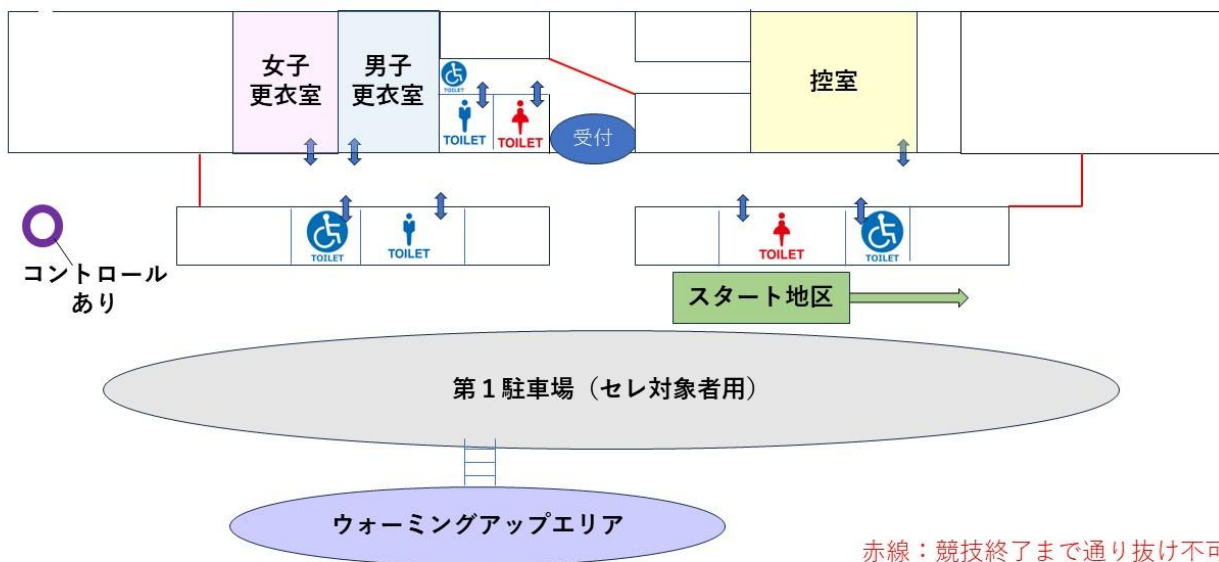 女子
更衣室
男子
更衣室
控室
TOILET
TOILET
TOILET
受付
TOILET
TOILET
TOILET
TOILET
コントロール
あり
スタート地区
第１駐車場（セレ対象者用）
ウォーミングアップエリア
赤線：競技終了まで通り抜け不可